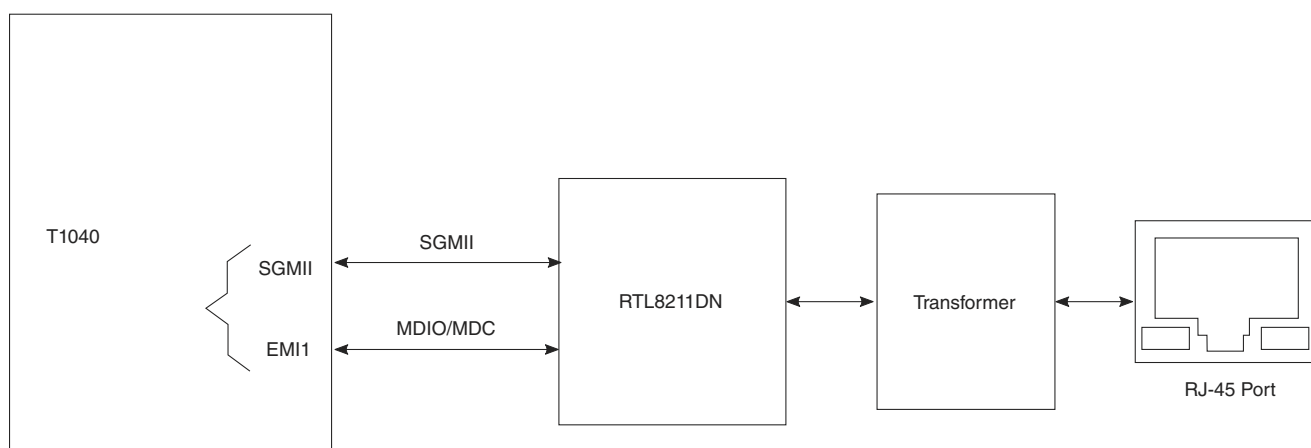 T1040
SGMII
EMI1
SGMII
MDIO/MDC
RTL8211DN
Transformer
RJ-45 Port